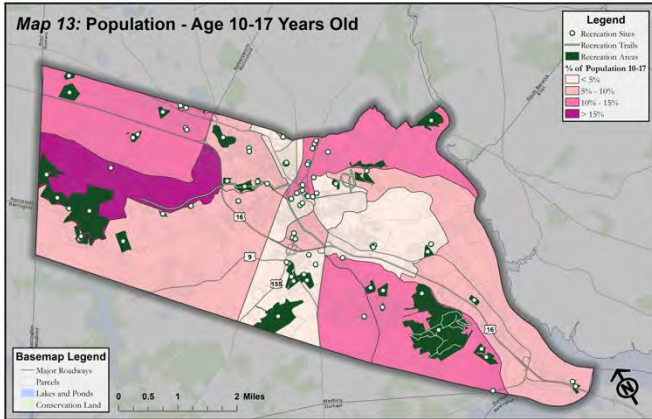 Map 13: Population - Age 10-17 Years Old
Legend
Recreation Sites
Recreation Trails
Recreation Areas
% of Population 10-17
< 5%
5% - 10%
10% - 15%
> 15%
16
9
155
16
Basemap Legend
Major Roadways
Parcels
Lakes and Ponds
Conservation Land
0 0.5 1 2 Miles
N